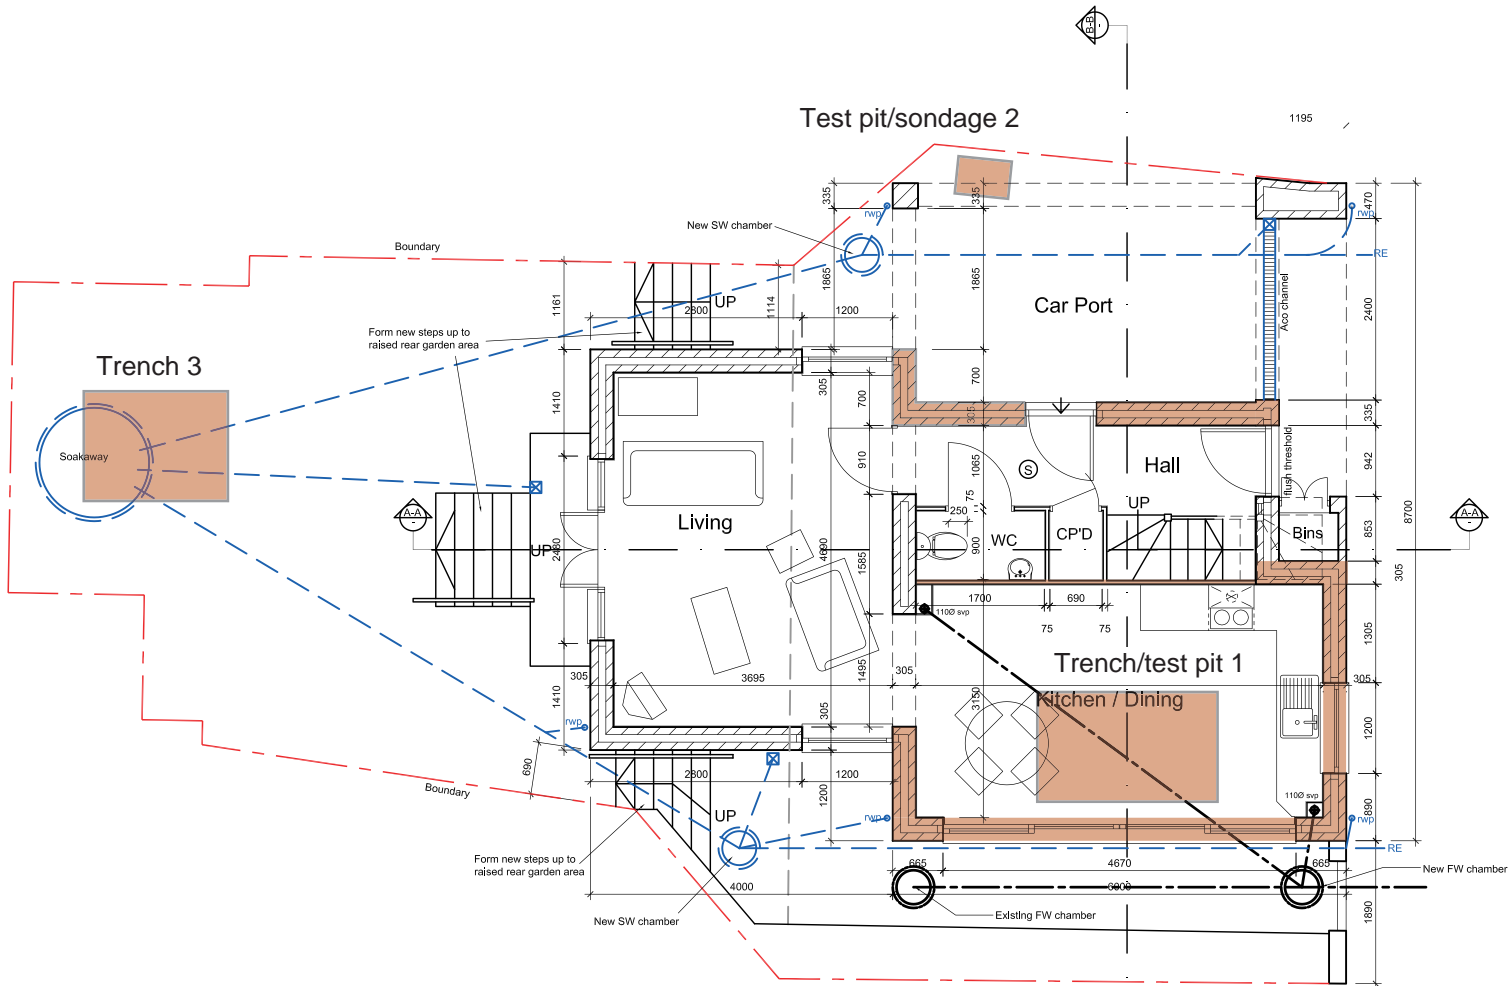 B-B
-
Test pit/sondage 2
1195
335
335
470
rwp
rwp
New SW chamber
Boundary
RE
1161
1114
1865
1865
Car Port
Aco channel
2400
UP
2800
1200
Form new steps up to
raised rear garden area
Trench 3
305
700
700
305
335
1410
Soakaway
910
1065
Hall
flush threshold
942
S
75
UP
250
A-A
-
Living
WC
CP'D
Bins
853
8700
A-A
-
UP
2480
4690
1585
900
305
110Ø svp
1700
690
75
75
1305
Trench/test pit 1
305
3695
1495
305
3150
305
Kitchen / Dining
1410
rwp
305
1200
690
2800
1200
Boundary
UP
1200
110Ø svp
890
rwp
rwp
RE
Form new steps up to
raised rear garden area
665
4670
665
New FW chamber
4000
6000
New SW chamber
Existing FW chamber
1890